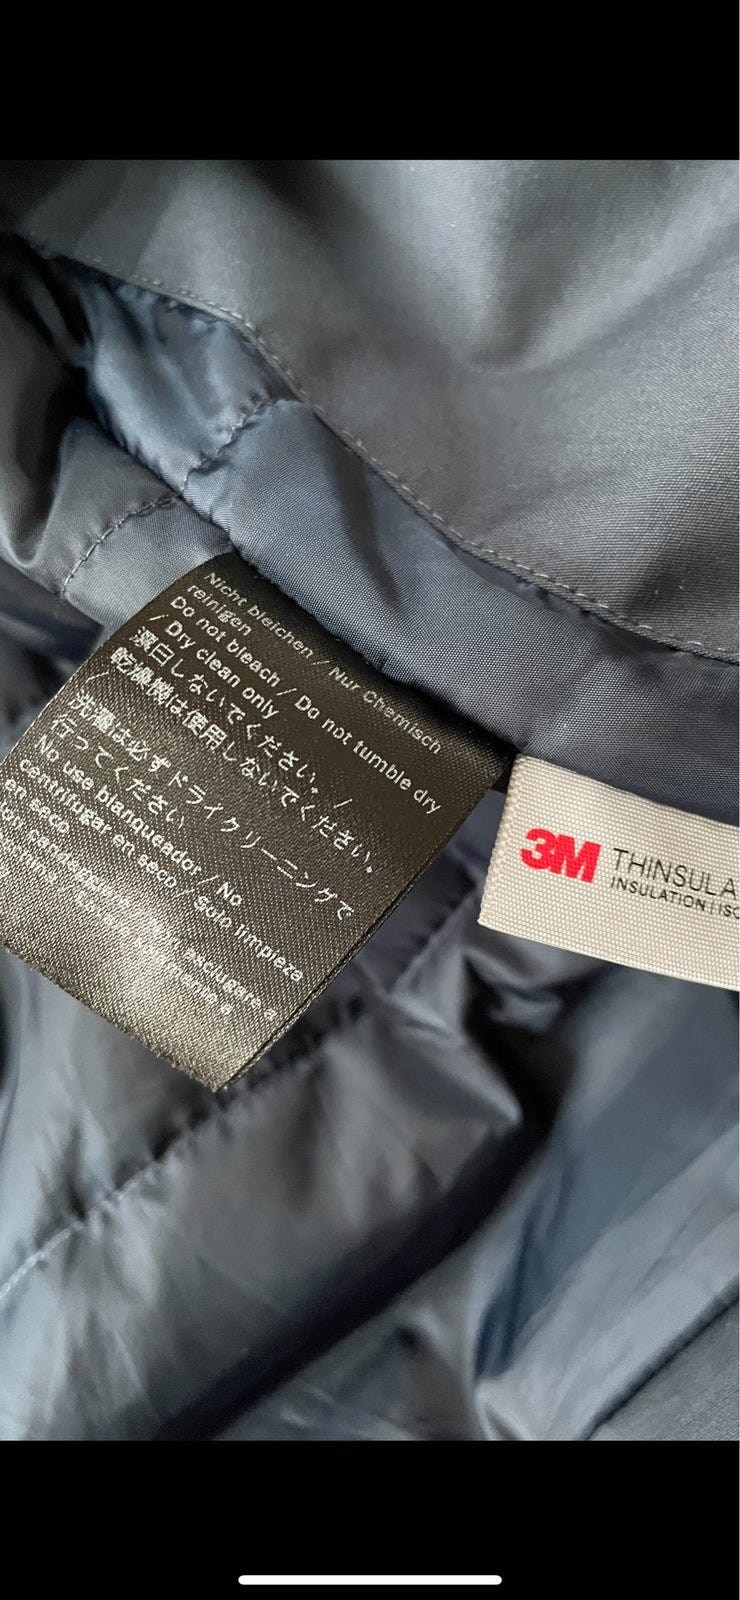 Nicht bleichen / Nur Chemisch
reinigen
Do not bleach / Do not tumble dry
/ Dry clean only
漂白しないでください。/
乾燥機は使用しないでください。
/
洗濯は必ずドライクリーニングで
行ってください
No use blanqueador / No
centrifugar en seco / Solo limpieza
en seco
asciugare a
3M THINSULA
INSULATION | ISO